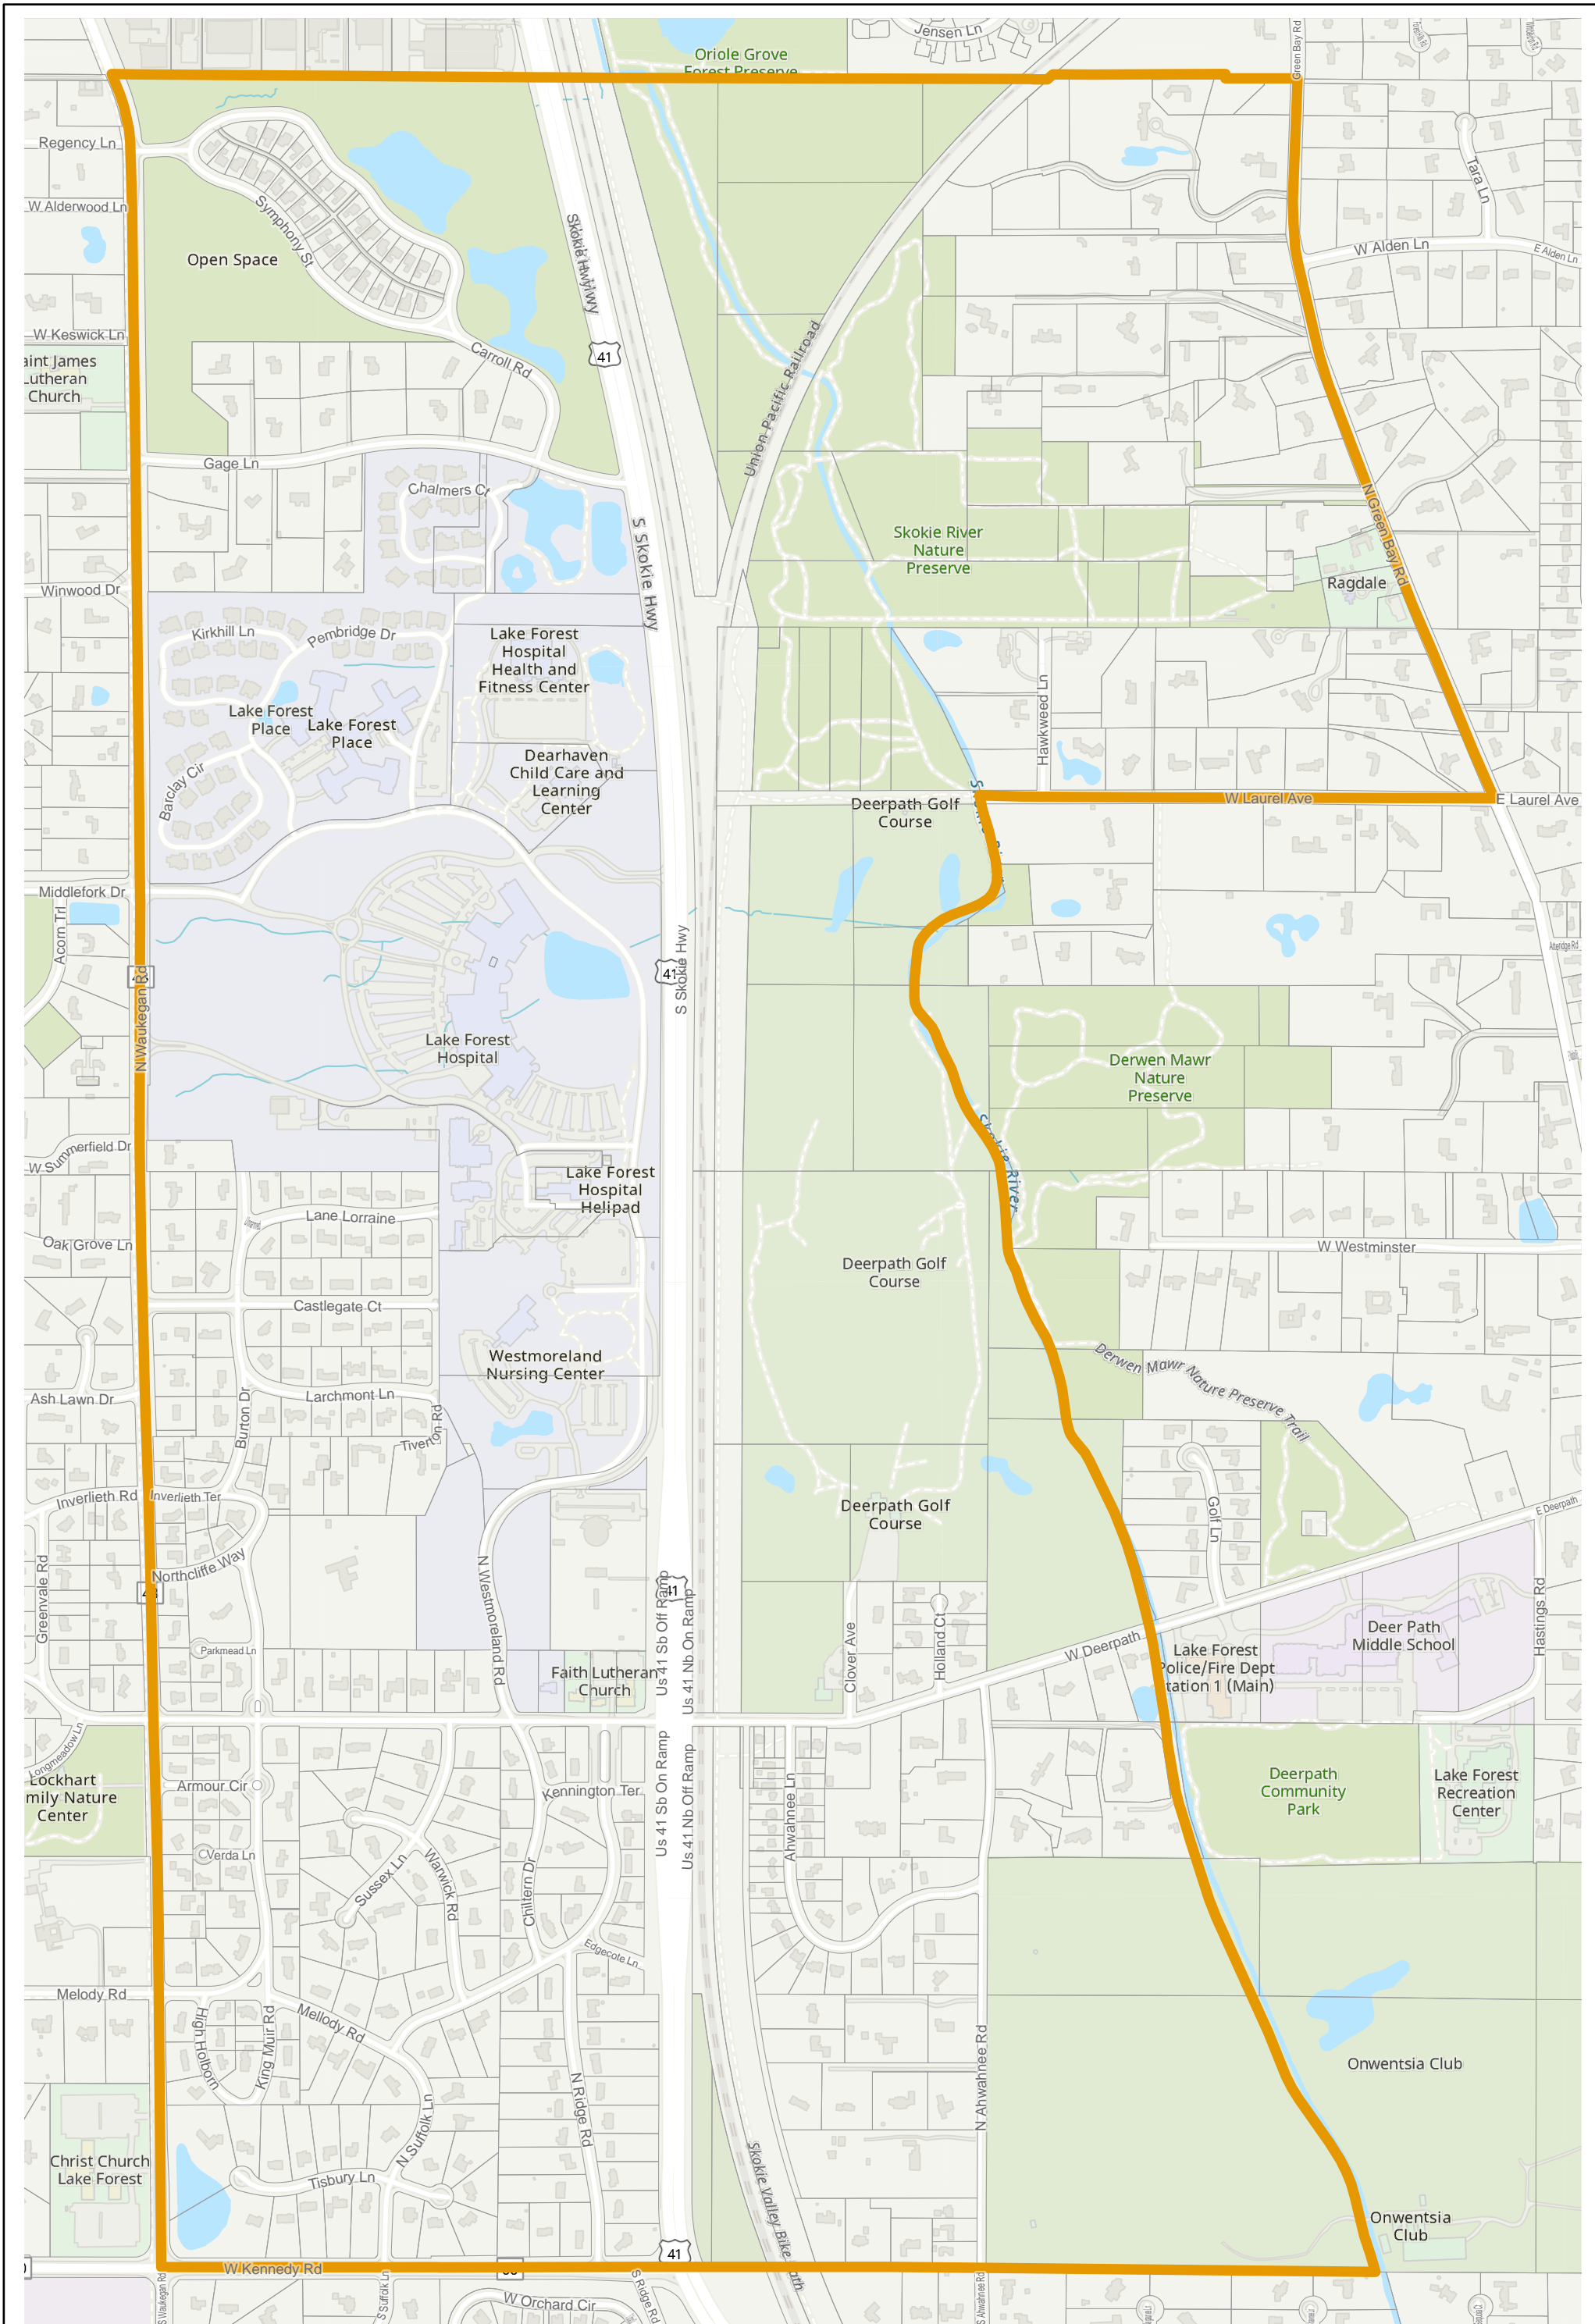 Jensen Ln
Oriole Grove
Forest Preserve
Green Bay Rd
Regency Ln
Tara Ln
W Alderwood Ln
Symphony St
Skokie Hwy
W Alden Ln
E Alden Ln
Open Space
W Keswick Ln
Carroll Rd
41
Union Pacific Railroad
aint James
Lutheran
Church
Gage Ln
Chalmers Ct
S Skokie Hwy
N Green Bay Rd
Skokie River
Nature
Preserve
Ragdale
Winwood Dr
Kirkhill Ln
Pembridge Dr
Lake Forest
Hospital
Health and
Fitness Center
Hawkweed Ln
Lake Forest
Place
Lake Forest
Place
Dearhaven
Child Care and
Learning
Center
Barclay Cir
Deerpath Golf
Course
W Laurel Ave
E Laurel Ave
Middlefork Dr
Acorn Trl
Atteridge Rd
41
S Skokie Hwy
N Waukegan Rd
Lake Forest
Hospital
Derwen Mawr
Nature
Preserve
Skokie River
W Summerfield Dr
Lake Forest
Hospital
Helipad
Lane Lorraine
Oak Grove Ln
W Westminster
Deerpath Golf
Course
Castlegate Ct
Westmoreland
Nursing Center
Derwen Mawr Nature Preserve Trail
Ash Lawn Dr
Burton Dr
Larchmont Ln
Tiverton Rd
Inverlieth Rd
Inverlieth Ter
Deerpath Golf
Course
Golf Ln
E Deerpath
Northcliffe Way
Greenvale Rd
N Westmoreland Rd
41
Us 41 Sb Off Ramp
Us 41 Nb On Ramp
Clover Ave
Holland Ct
W Deerpath
Hastings Rd
Deer Path
Middle School
Parkmead Ln
Faith Lutheran
Church
Lake Forest
Police/Fire Dept
tation 1 (Main)
Longmeadow Ln
Us 41 Sb On Ramp
Us 41 Nb Off Ramp
Lockhart
mily Nature
Center
Armour Cir
Kennington Ter
Ahwahnee Ln
Deerpath
Community
Park
Lake Forest
Recreation
Center
Verda Ln
Sussex Ln
Warwick Rd
Chiltern Dr
Edgecote Ln
Melody Rd
High Holborn
King Muir Rd
Mellody Rd
N Suffolk Ln
N Ridge Rd
N Ahwahnee Rd
Onwentsia Club
Christ Church
Lake Forest
Tisbury Ln
Skokie Valley Bike Path
Onwentsia
Club
41
W Kennedy Rd
S Waukegan Rd
S Suffolk Ln
W Orchard Cir
S Ridge Rd
S Ahwahnee Rd